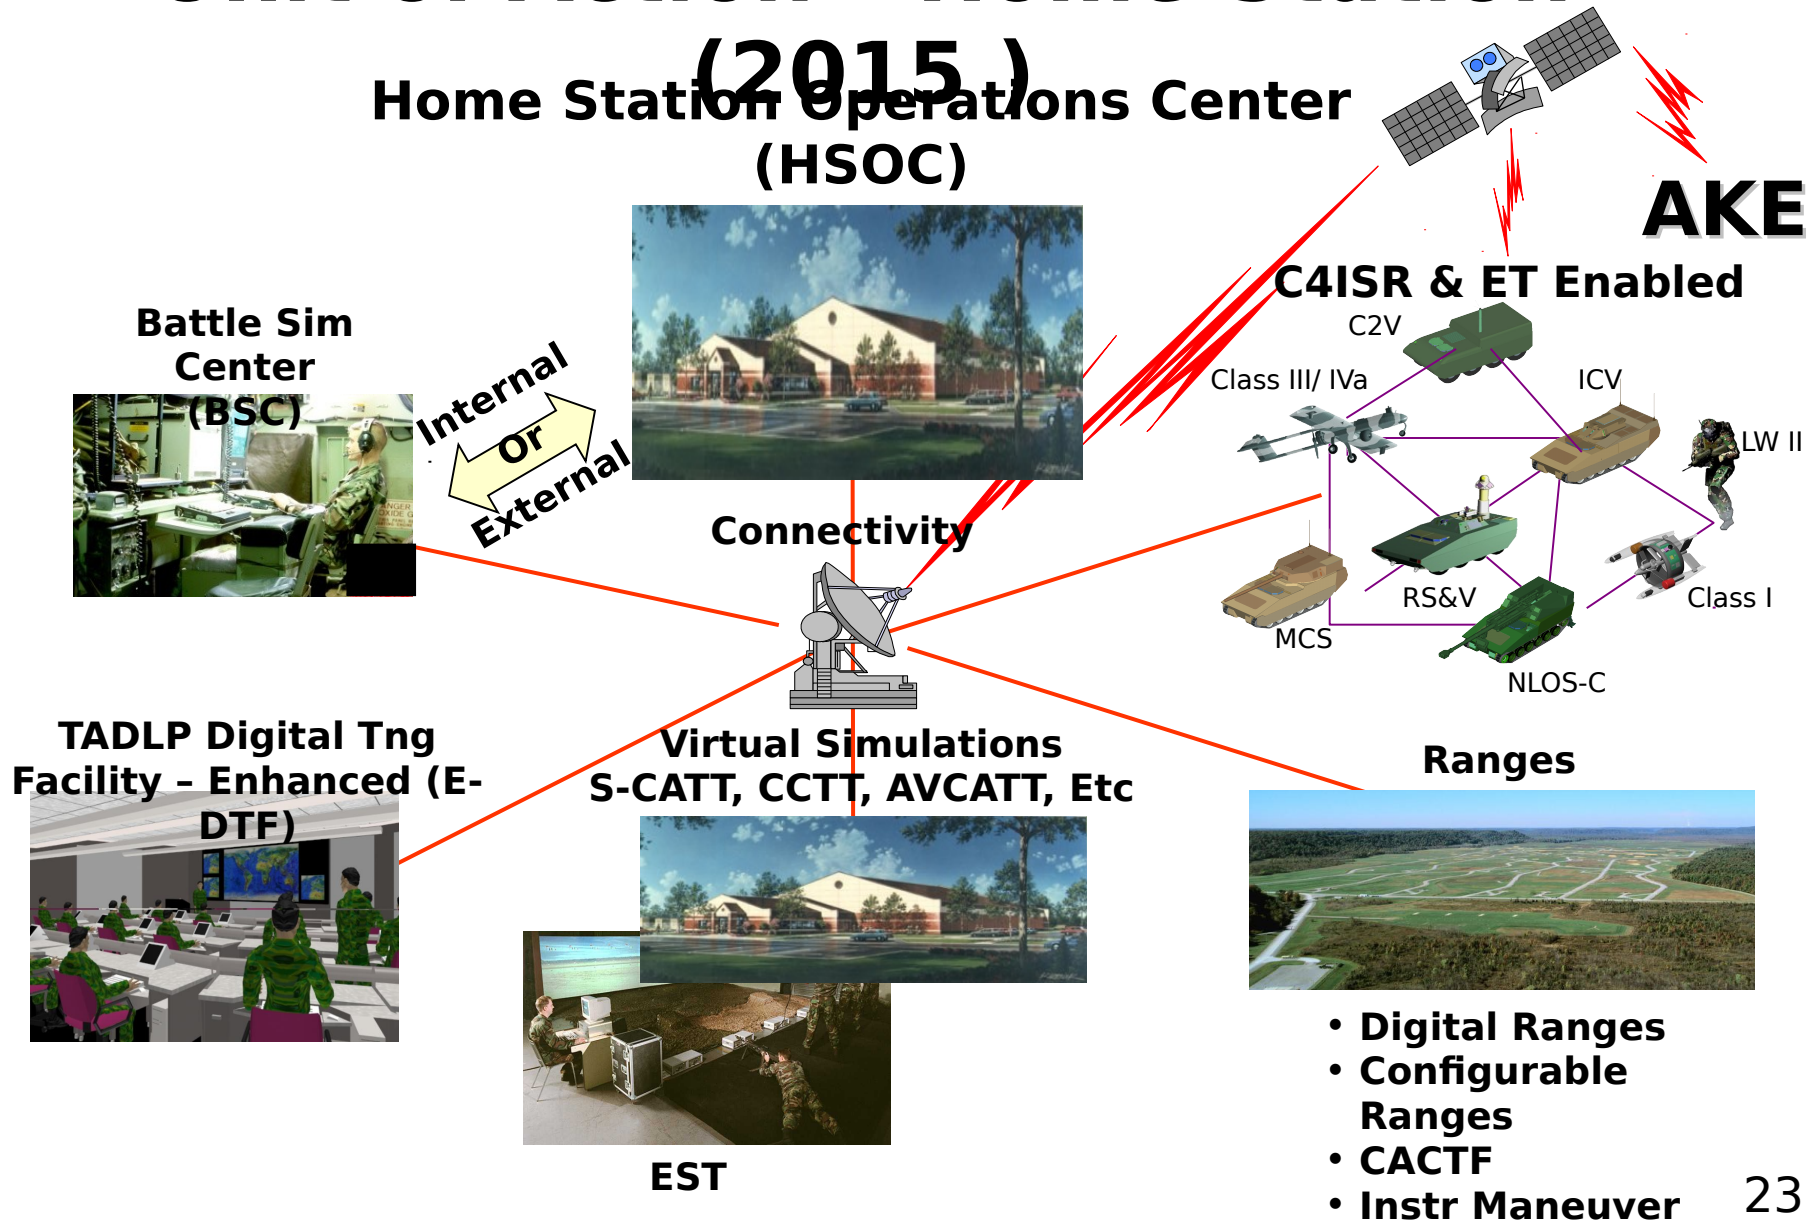 (2015 )
Home Station Operations Center
(HSOC)
AKE
C4ISR & ET Enabled
C2V
Class III/ IVa
ICV
LW II
RS&V
Class I
MCS
NLOS-C
Battle Sim
Center
(BSC)
Internal
Or
External
Connectivity
TADLP Digital Tng
Facility – Enhanced (E-
DTF)
Virtual Simulations
S-CATT, CCTT, AVCATT, Etc
EST
Ranges
• Digital Ranges
• Configurable
Ranges
• CACTF
• Instr Maneuver
23